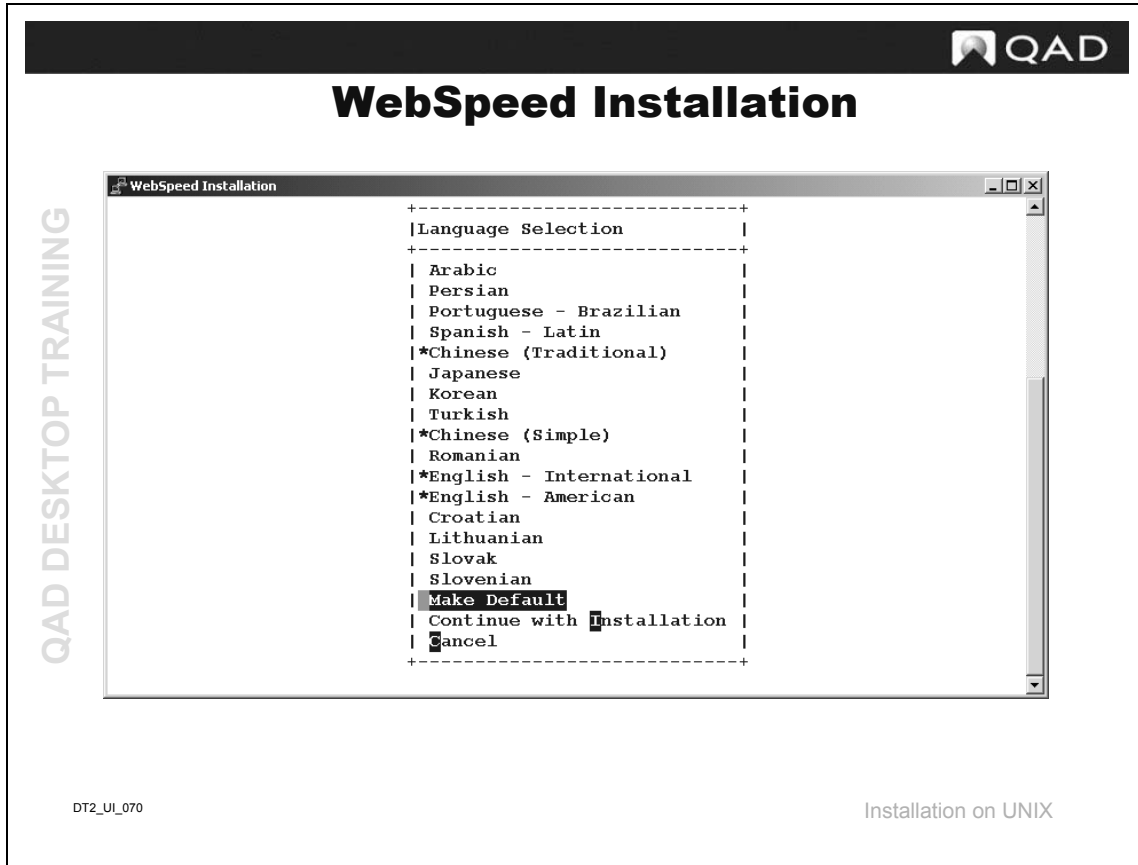 QAD
WebSpeed Installation
QAD DESKTOP TRAINING
WebSpeed Installation
+----------------------------+
|Language Selection |
+----------------------------+
| Arabic |
| Persian |
| Portuguese - Brazilian |
| Spanish - Latin |
|*Chinese (Traditional) |
| Japanese |
| Korean |
| Turkish |
|*Chinese (Simple) |
| Romanian |
|*English - International |
|*English - American |
| Croatian |
| Lithuanian |
| Slovak |
| Slovenian |
| Make Default |
| Continue with Installation |
| Cancel |
+----------------------------+
DT2_UI_070
Installation on UNIX